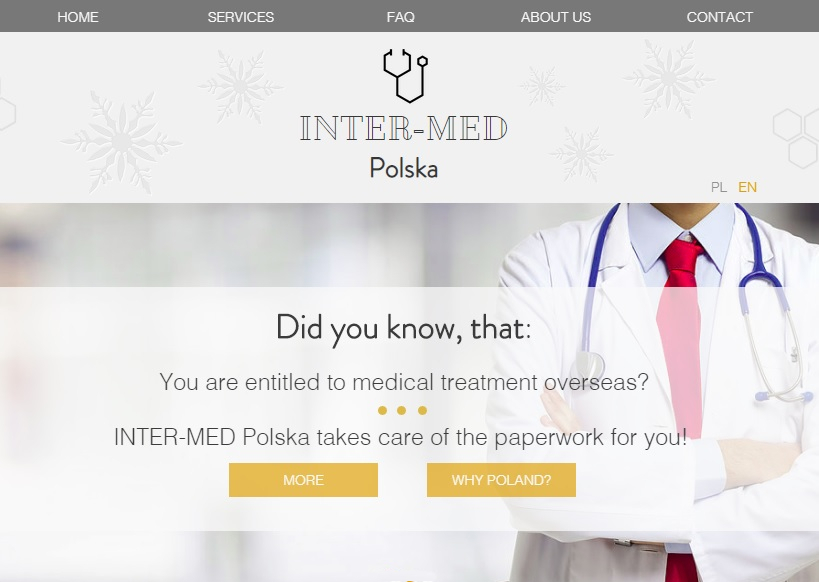 HOME SERVICES FAQ ABOUT US CONTACT
INTER-MED
Polska
PL EN
Did you know, that:
You are entitled to medical treatment overseas?
INTER-MED Polska takes care of the paperwork for you!
MORE WHY POLAND?